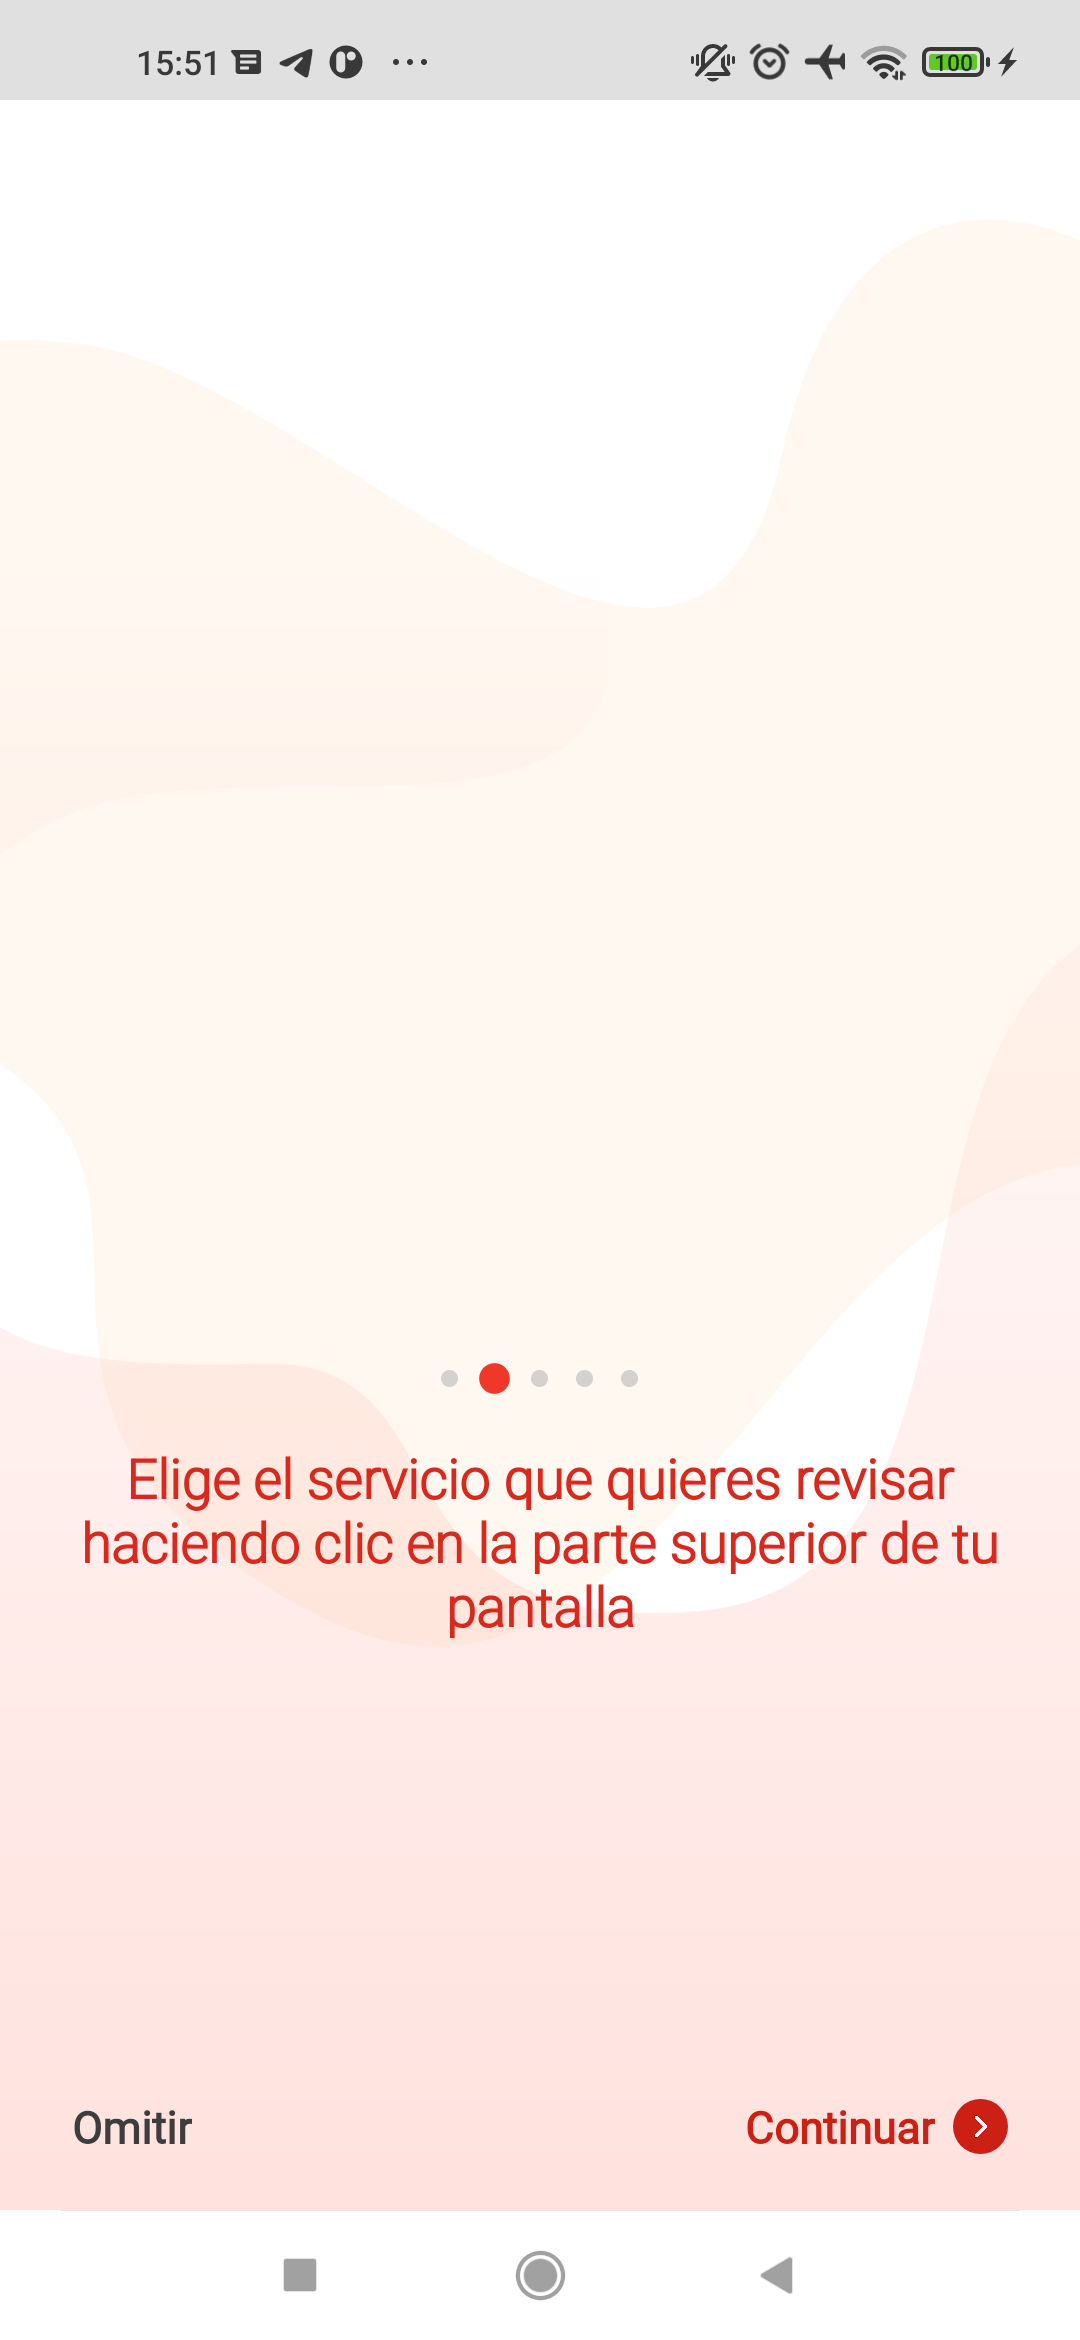 15:51
100
Elige el servicio que quieres revisar
haciendo clic en la parte superior de tu
pantalla
Omitir
Continuar